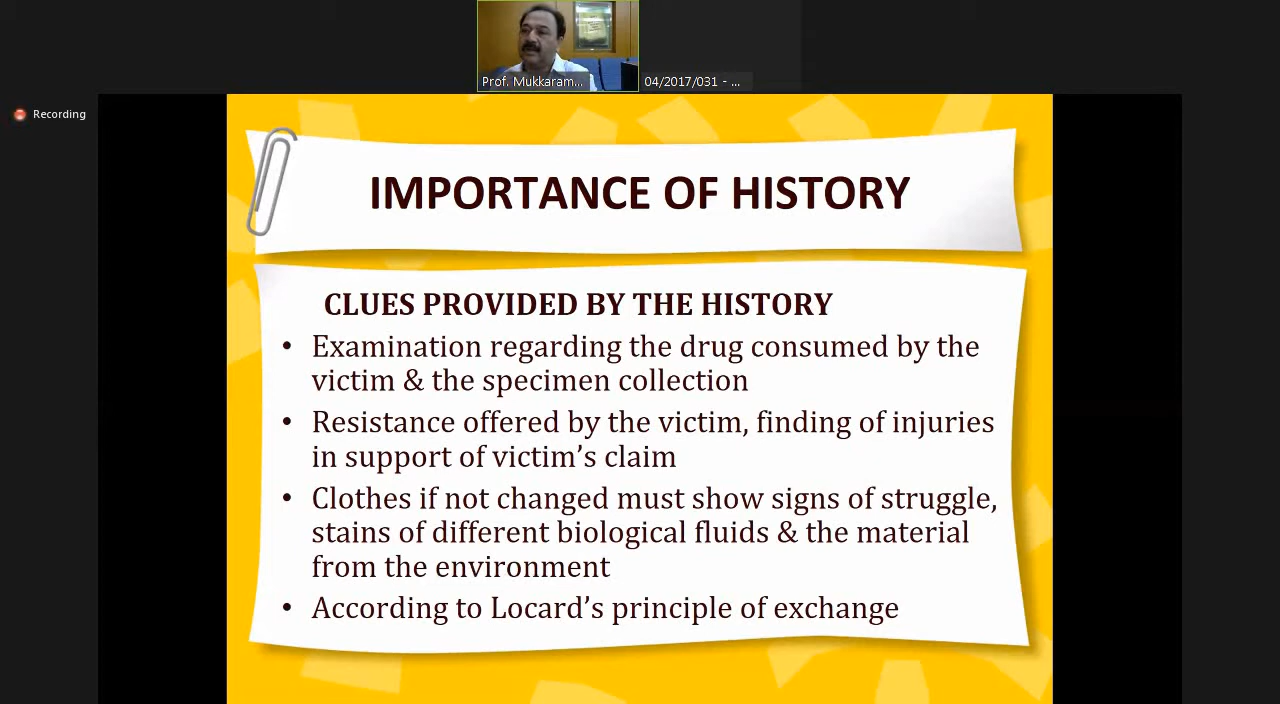 Prof. Mukkaram...
04/2017/031 - ...
Recording
IMPORTANCE OF HISTORY
CLUES PROVIDED BY THE HISTORY
• Examination regarding the drug consumed by the
victim & the specimen collection
• Resistance offered by the victim, finding of injuries
in support of victim’s claim
• Clothes if not changed must show signs of struggle,
stains of different biological fluids & the material
from the environment
• According to Locard’s principle of exchange